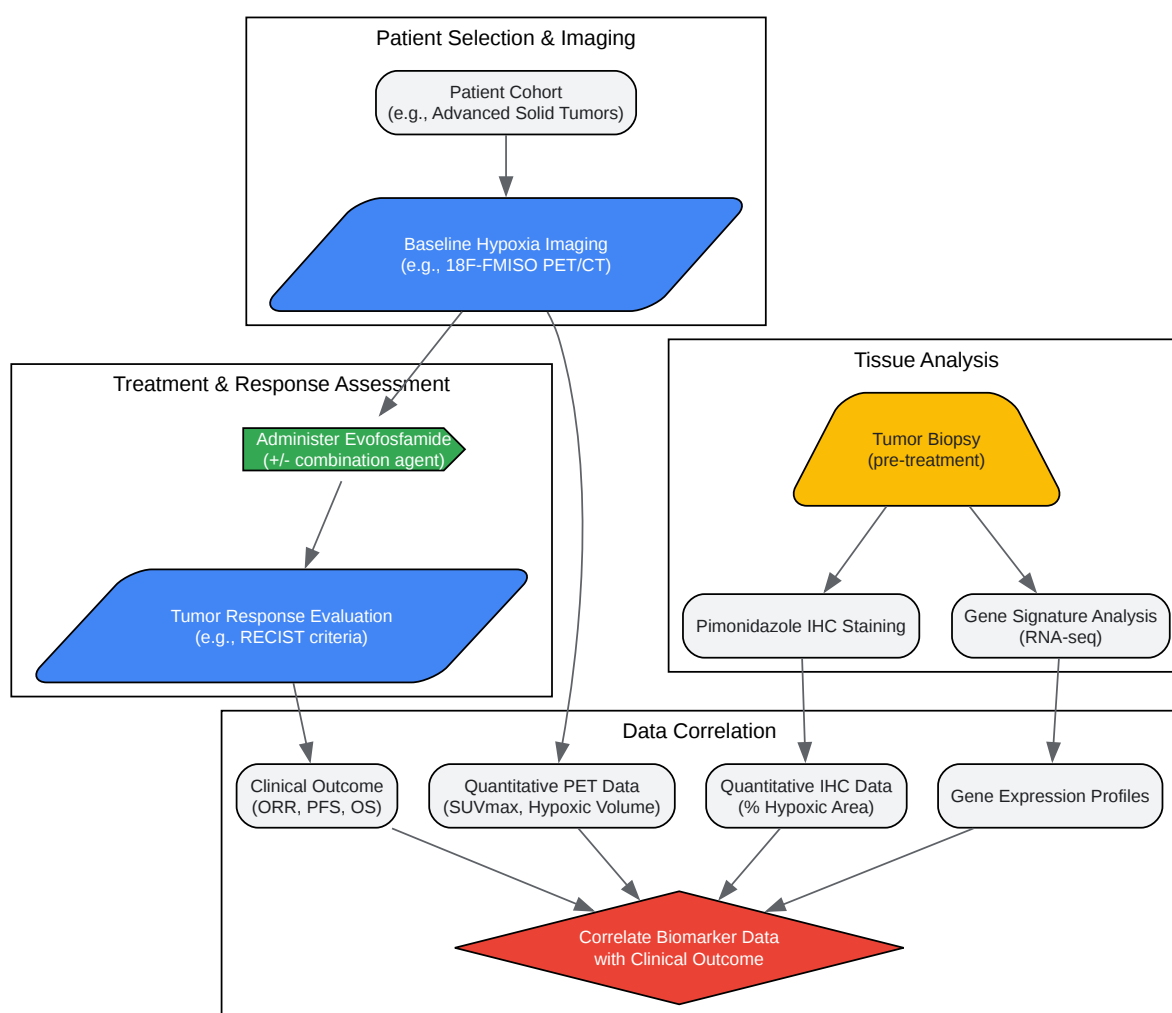 Patient Selection & Imaging
Patient Cohort
(e.g., Advanced Solid Tumors)
Baseline Hypoxia Imaging
(e.g., 18F-FMISO PET/CT)
Treatment & Response Assessment
Administer Evofosfamide
(+/- combination agent)
Tumor Response Evaluation
(e.g., RECIST criteria)
Tissue Analysis
Tumor Biopsy
(pre-treatment)
Pimonidazole IHC Staining
Gene Signature Analysis
(RNA-seq)
Data Correlation
Clinical Outcome
(ORR, PFS, OS)
Quantitative PET Data
(SUVmax, Hypoxic Volume)
Quantitative IHC Data
(% Hypoxic Area)
Gene Expression Profiles
Correlate Biomarker Data
with Clinical Outcome